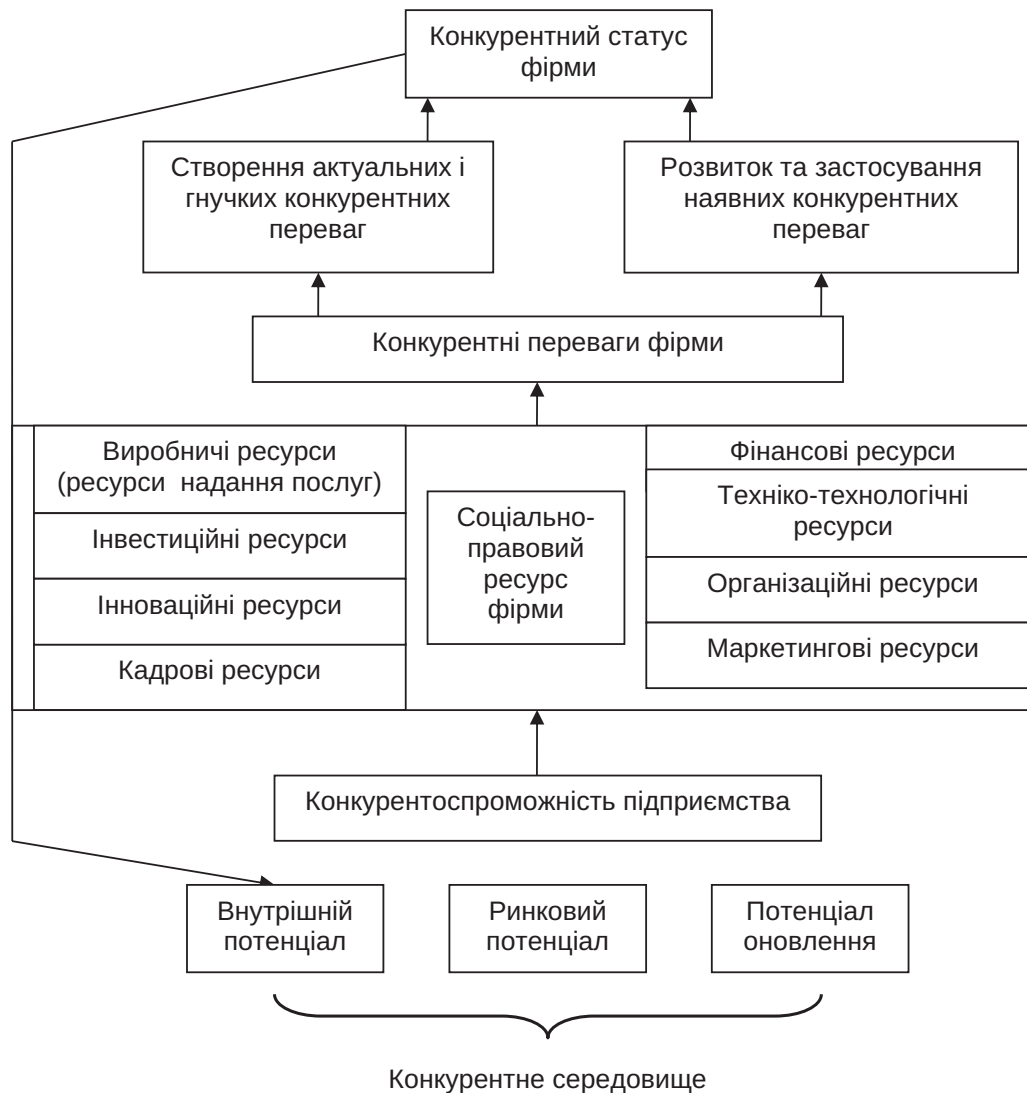 Конкурентний статус
фірми
Створення актуальних і
гнучких конкурентних
переваг
Розвиток та застосування
наявних конкурентних
переваг
Конкурентні переваги фірми
Виробничі ресурси
(ресурси  надання послуг)
Інвестиційні ресурси
Інноваційні ресурси
Кадрові ресурси
Соціально-
правовий
ресурс
фірми
Фінансові ресурси
Техніко-технологічні
ресурси
Організаційні ресурси
Маркетингові ресурси
Конкурентоспроможність підприємства
Внутрішній
потенціал
Ринковий
потенціал
Потенціал
оновлення
Конкурентне середовище